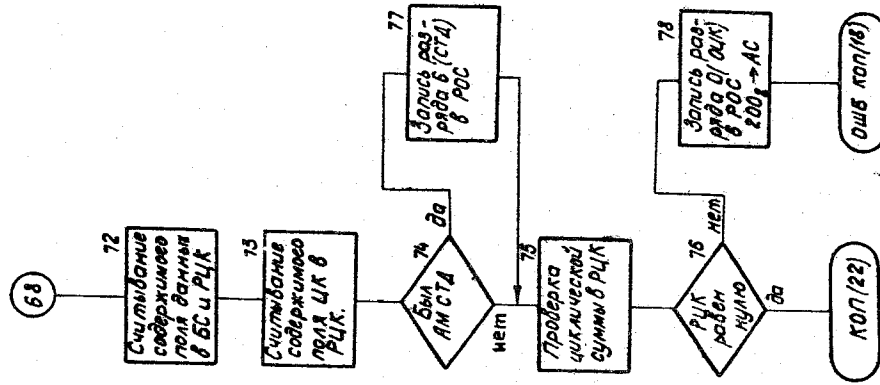 68
72
Считывание
содержимого
поля данных
в БС и РЦК
73
Считывание
содержимого
поля ЦК в
РЦК.
74
Был
АМ СТД
да
нет
77
Запись раз-
ряда 6 (СТД)
в РОС
75
Проверка
циклической
суммы в РЦК
76
РЦК
равен
нулю
нет
да
78
Запись раз-
ряда 0 (ОЦК)
в РОС
200₈ → АС
КОП(22)
ОШВ КОП(18)